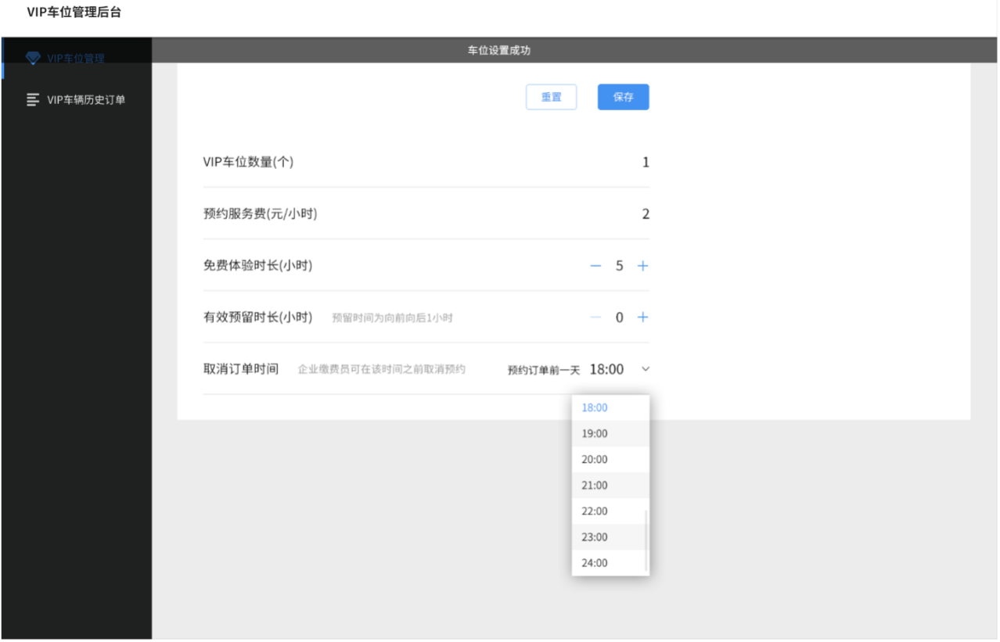 VIP车位管理后台
车位设置成功
VIP车位管理
VIP车辆历史订单
重置 保存
VIP车位数量(个) 1
预约服务费(元/小时) 2
免费体验时长(小时) — 5 +
有效预留时长(小时) 预留时间为向前向后1小时 — 0 +
取消订单时间 企业缴费员可在该时间之前取消预约 预约订单前一天 18:00
18:00
19:00
20:00
21:00
22:00
23:00
24:00